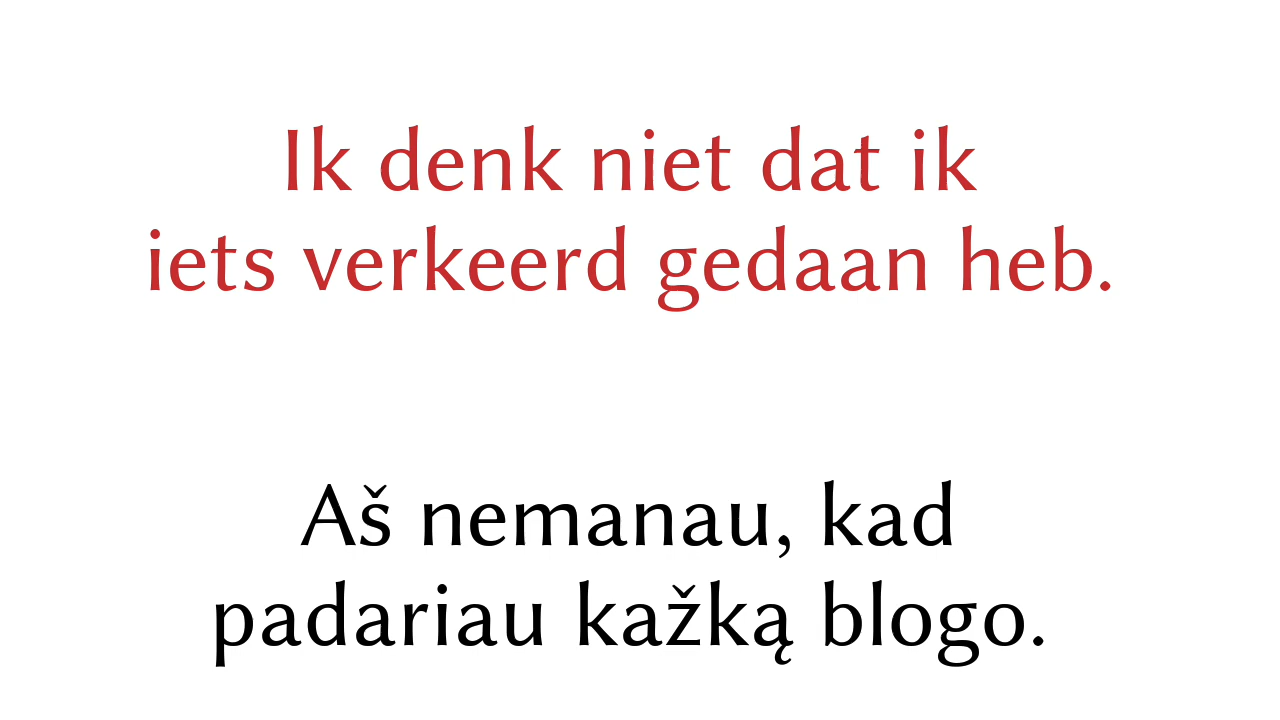 Ik denk niet dat ik
iets verkeerd gedaan heb.
Aš nemanau, kad
padariau kažką blogo.